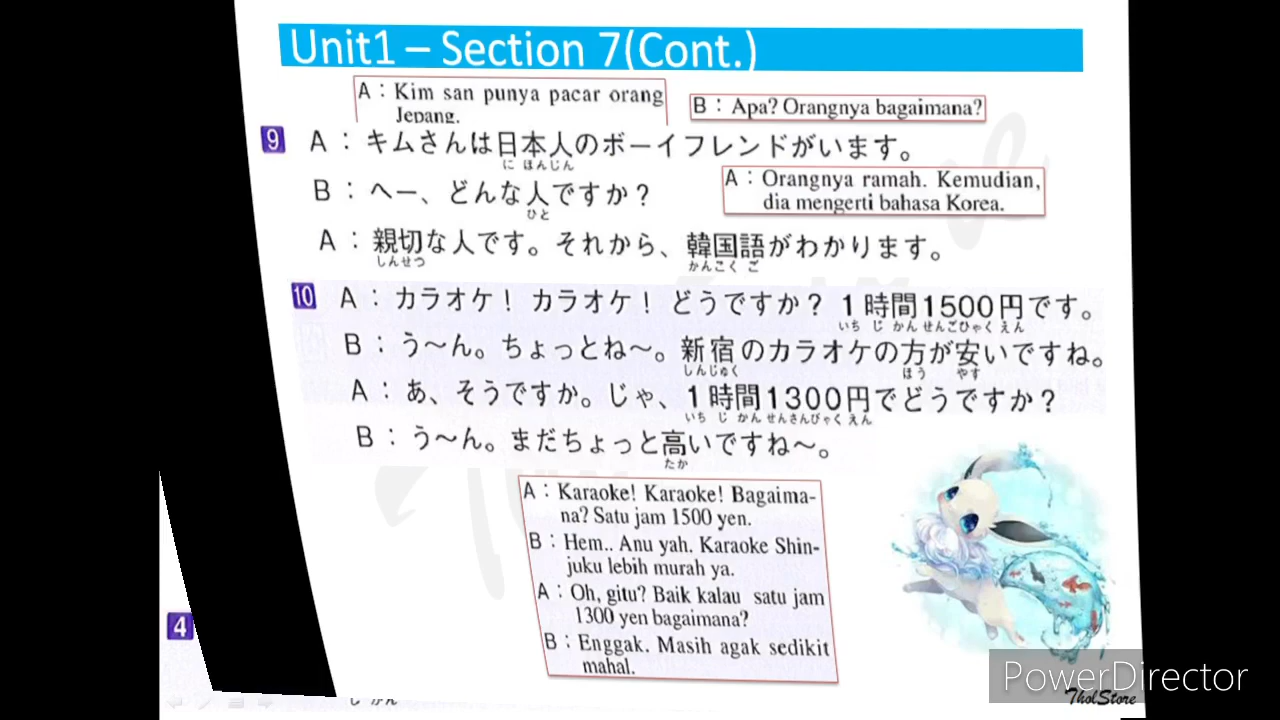 Unit1 – Section 7(Cont.)
A : Kim san punya pacar orang
Jepang.
B : Apa? Orangnya bagaimana?
9 A : キムさんは日本人のボーイフレンドがいます。
に ほんじん
B : へー、どんな人ですか?
ひと
A : Orangnya ramah. Kemudian,
dia mengerti bahasa Korea.
A : 親切な人です。それから、韓国語がわかります。
しんせつ かんこく ご
10 A : カラオケ! カラオケ! どうですか? 1時間1500円です。
いち じ かん せんごひゃく えん
B : う〜ん。ちょっとね〜。新宿のカラオケの方が安いですね。
しんじゅく ほう やす
A : あ、そうですか。じゃ、1時間1300円でどうですか?
いち じ かん せんさんびゃく えん
B : う〜ん。まだちょっと高いですね〜。
たか
A : Karaoke! Karaoke! Bagaima-
na? Satu jam 1500 yen.
B : Hem.. Anu yah. Karaoke Shin-
juku lebih murah ya.
A : Oh, gitu? Baik kalau satu jam
1300 yen bagaimana?
B : Enggak. Masih agak sedikit
mahal.
4
じ かん
PowerDirector
TholStore